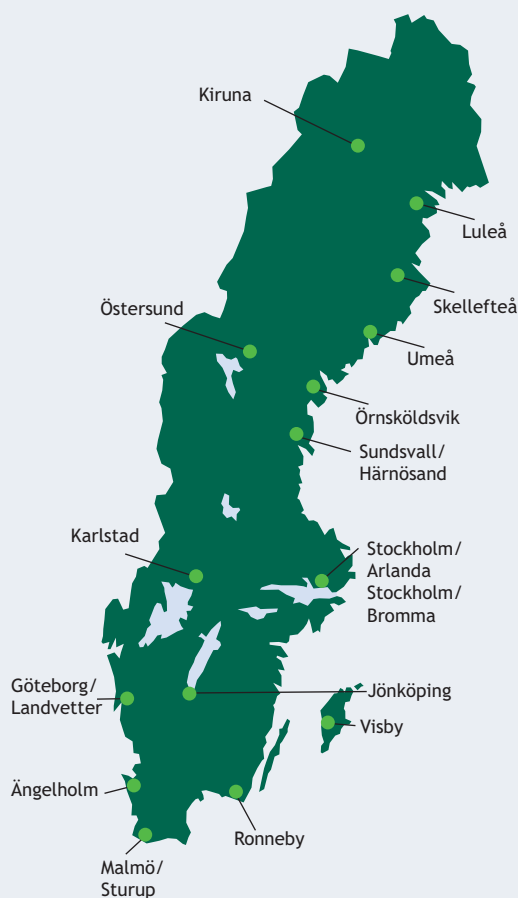 Kiruna
Luleå
Skellefteå
Östersund
Umeå
Örnsköldsvik
Sundsvall/
Härnösand
Karlstad
Stockholm/
Arlanda
Stockholm/
Bromma
Göteborg/
Landvetter
Jönköping
Visby
Ängelholm
Ronneby
Malmö/
Sturup